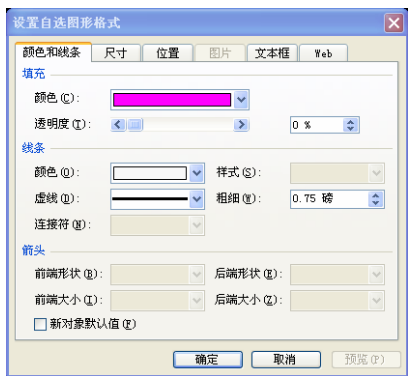 设置自选图形格式
颜色和线条 尺寸 位置 图片 文本框 Web
填充
颜色(C):
透明度(T): 0 %
线条
颜色(O): 样式(S):
虚线(D): 粗细(W): 0.75 磅
连接符(N):
箭头
前端形状(B): 后端形状(E):
前端大小(I): 后端大小(Z):
新对象默认值(F)
确定 取消 预览(P)